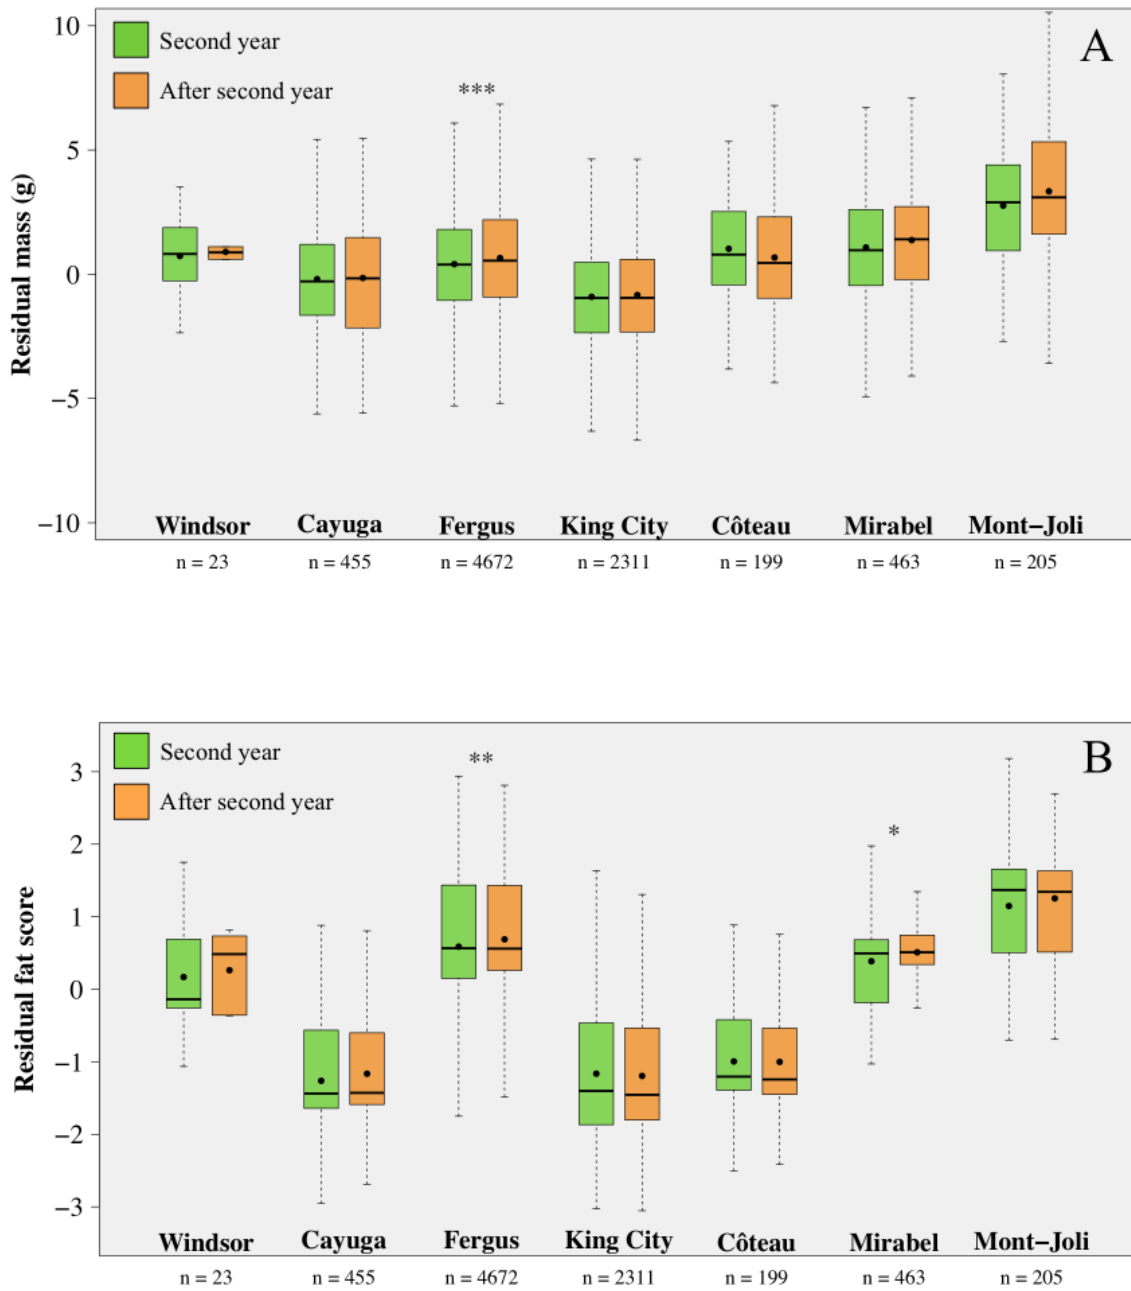 A
Second year
After second year
***
Residual mass (g)
10
5
0
−5
−10
Windsor Cayuga Fergus King City Côteau Mirabel Mont−Joli
n = 23 n = 455 n = 4672 n = 2311 n = 199 n = 463 n = 205
B
Second year
After second year
**
*
Residual fat score
3
2
1
0
−1
−2
−3
Windsor Cayuga Fergus King City Côteau Mirabel Mont−Joli
n = 23 n = 455 n = 4672 n = 2311 n = 199 n = 463 n = 205